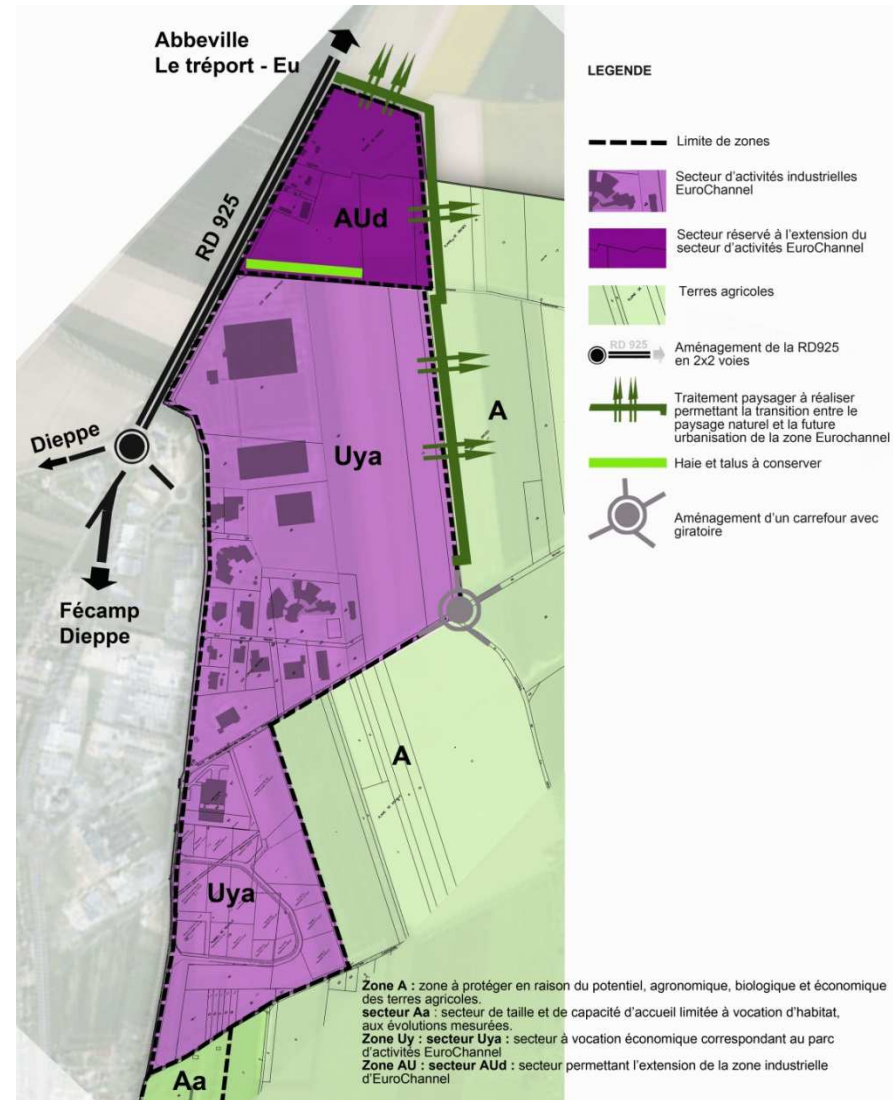 Abbeville
Le tréport - Eu
RD 925
AUd
Dieppe
A
Uya
Fécamp
Dieppe
A
Uya
Aa
LEGENDE
Limite de zones
Secteur d'activités industrielles
EuroChannel
Secteur réservé à l'extension du
secteur d'activités EuroChannel
Terres agricoles
RD 925
Aménagement de la RD925
en 2x2 voies
Traitement paysager à réaliser
permettant la transition entre le
paysage naturel et la future
urbanisation de la zone Eurochannel
Haie et talus à conserver
Aménagement d'un carrefour avec
giratoire
Zone A : zone à protéger en raison du potentiel, agronomique, biologique et économique
des terres agricoles.
secteur Aa : secteur de taille et de capacité d'accueil limitée à vocation d'habitat,
aux évolutions mesurées.
Zone Uy : secteur Uya : secteur à vocation économique correspondant au parc
d'activités EuroChannel
Zone AU : secteur AUd : secteur permettant l'extension de la zone industrielle
d'EuroChannel